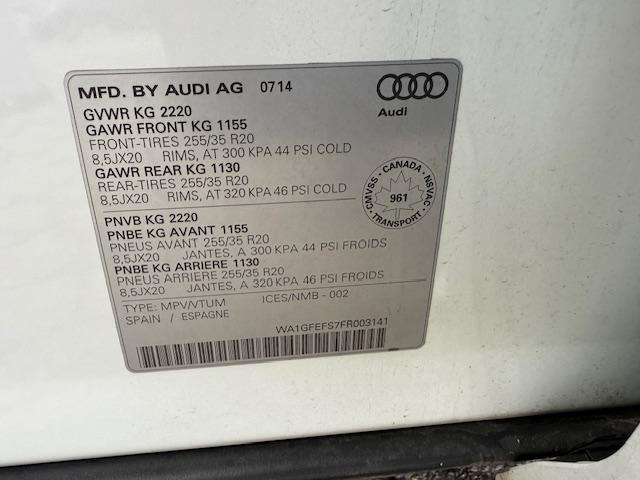 MFD. BY AUDI AG 0714
Audi
GVWR KG 2220
GAWR FRONT KG 1155
FRONT-TIRES 255/35 R20
8,5JX20 RIMS, AT 300 KPA 44 PSI COLD
GAWR REAR KG 1130
REAR-TIRES 255/35 R20
8,5JX20 RIMS, AT 320 KPA 46 PSI COLD
CMVSS • CANADA • NSVAC • TRANSPORT •
961
PNVB KG 2220
PNBE KG AVANT 1155
PNEUS AVANT 255/35 R20
8,5JX20 JANTES, A 300 KPA 44 PSI FROIDS
PNBE KG ARRIERE 1130
PNEUS ARRIERE 255/35 R20
8,5JX20 JANTES, A 320 KPA 46 PSI FROIDS
TYPE: MPV/VTUM ICES/NMB - 002
SPAIN / ESPAGNE
WA1GFEFS7FR003141